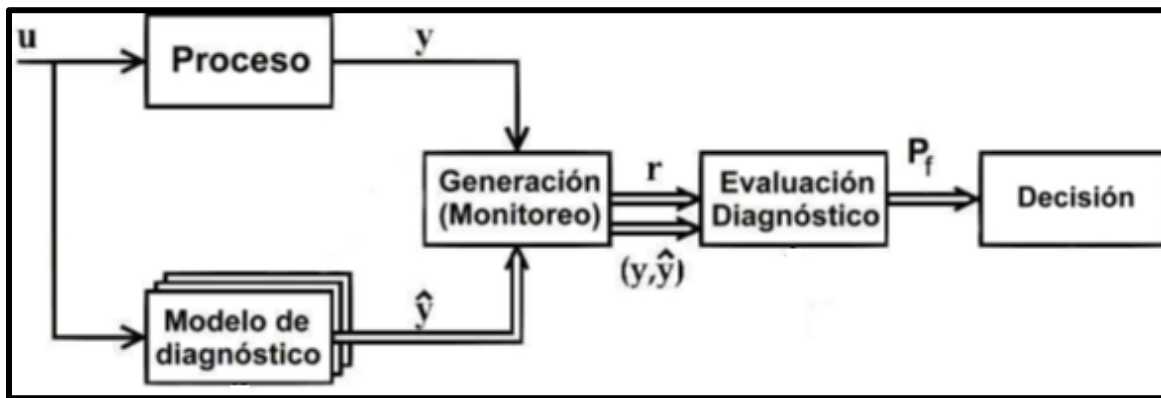 u
Proceso
y
Generación
(Monitoreo)
r
(y,ŷ)
Evaluación
Diagnóstico
P_f
Decisión
Modelo de
diagnóstico
ŷ